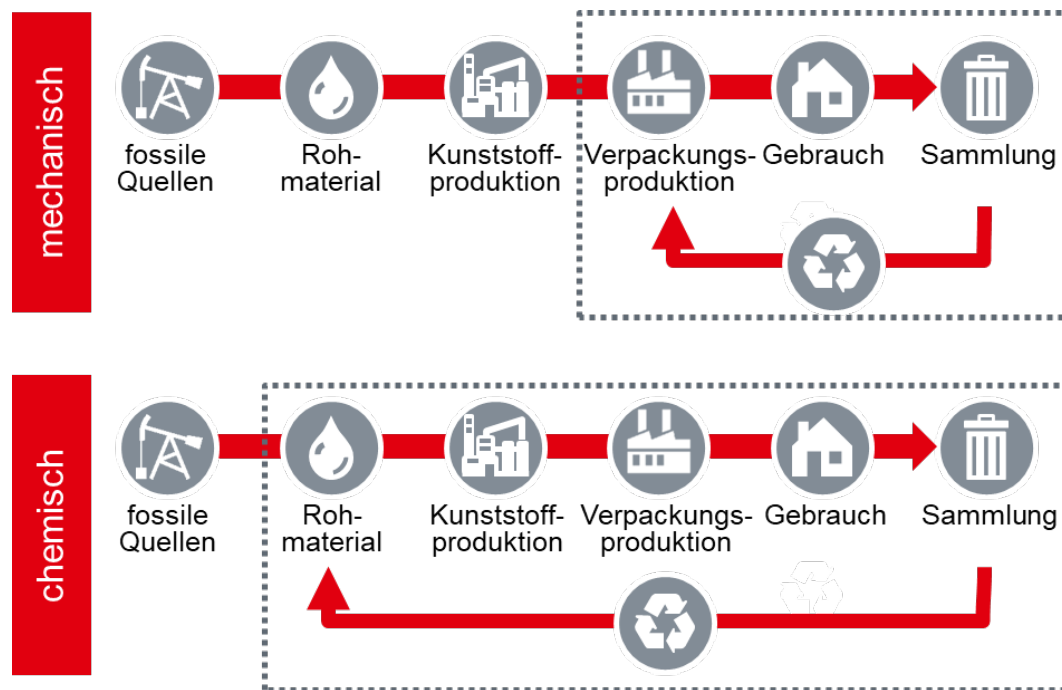 mechanisch
fossile
Quellen
Roh-
material
Kunststoff-
produktion
Verpackungs-
produktion
Gebrauch
Sammlung
chemisch
fossile
Quellen
Roh-
material
Kunststoff-
produktion
Verpackungs-
produktion
Gebrauch
Sammlung